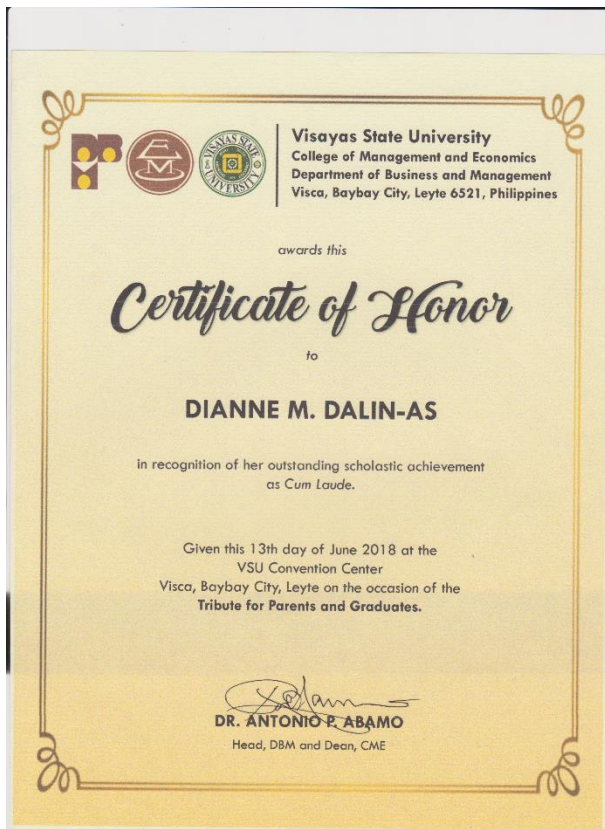 Visayas State University
College of Management and Economics
Department of Business and Management
Visca, Baybay City, Leyte 6521, Philippines
VISAYAS STATE UNIVERSITY
awards this
Certificate of Honor
to
DIANNE M. DALIN-AS
in recognition of her outstanding scholastic achievement
as Cum Laude.
Given this 13th day of June 2018 at the
VSU Convention Center
Visca, Baybay City, Leyte on the occasion of the
Tribute for Parents and Graduates.
DR. ANTONIO P. ABAMO
Head, DBM and Dean, CME